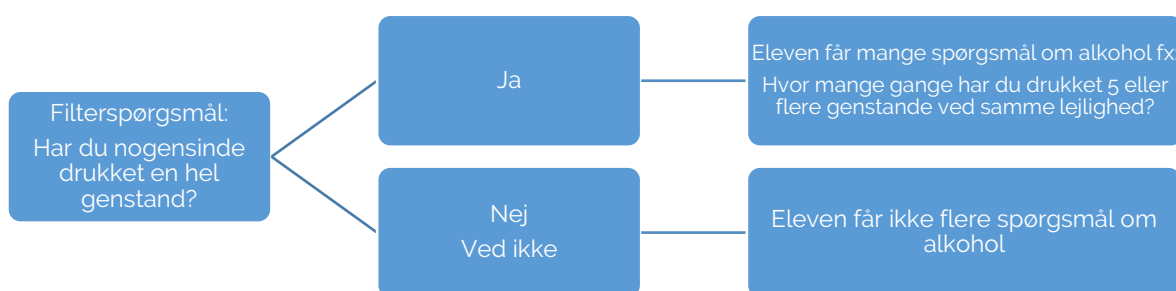 Filterspørgsmål:
Har du nogensinde
drukket en hel
genstand?
Ja
Eleven får mange spørgsmål om alkohol fx.
Hvor mange gange har du drukket 5 eller
flere genstande ved samme lejlighed?
Nej
Ved ikke
Eleven får ikke flere spørgsmål om
alkohol